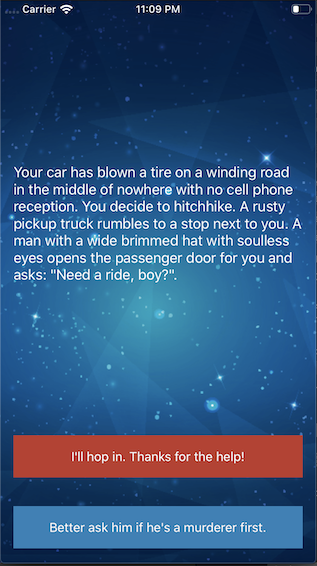 Carrier
11:09 PM
Your car has blown a tire on a winding road
in the middle of nowhere with no cell phone
reception. You decide to hitchhike. A rusty
pickup truck rumbles to a stop next to you. A
man with a wide brimmed hat with soulless
eyes opens the passenger door for you and
asks: "Need a ride, boy?".
I'll hop in. Thanks for the help!
Better ask him if he's a murderer first.